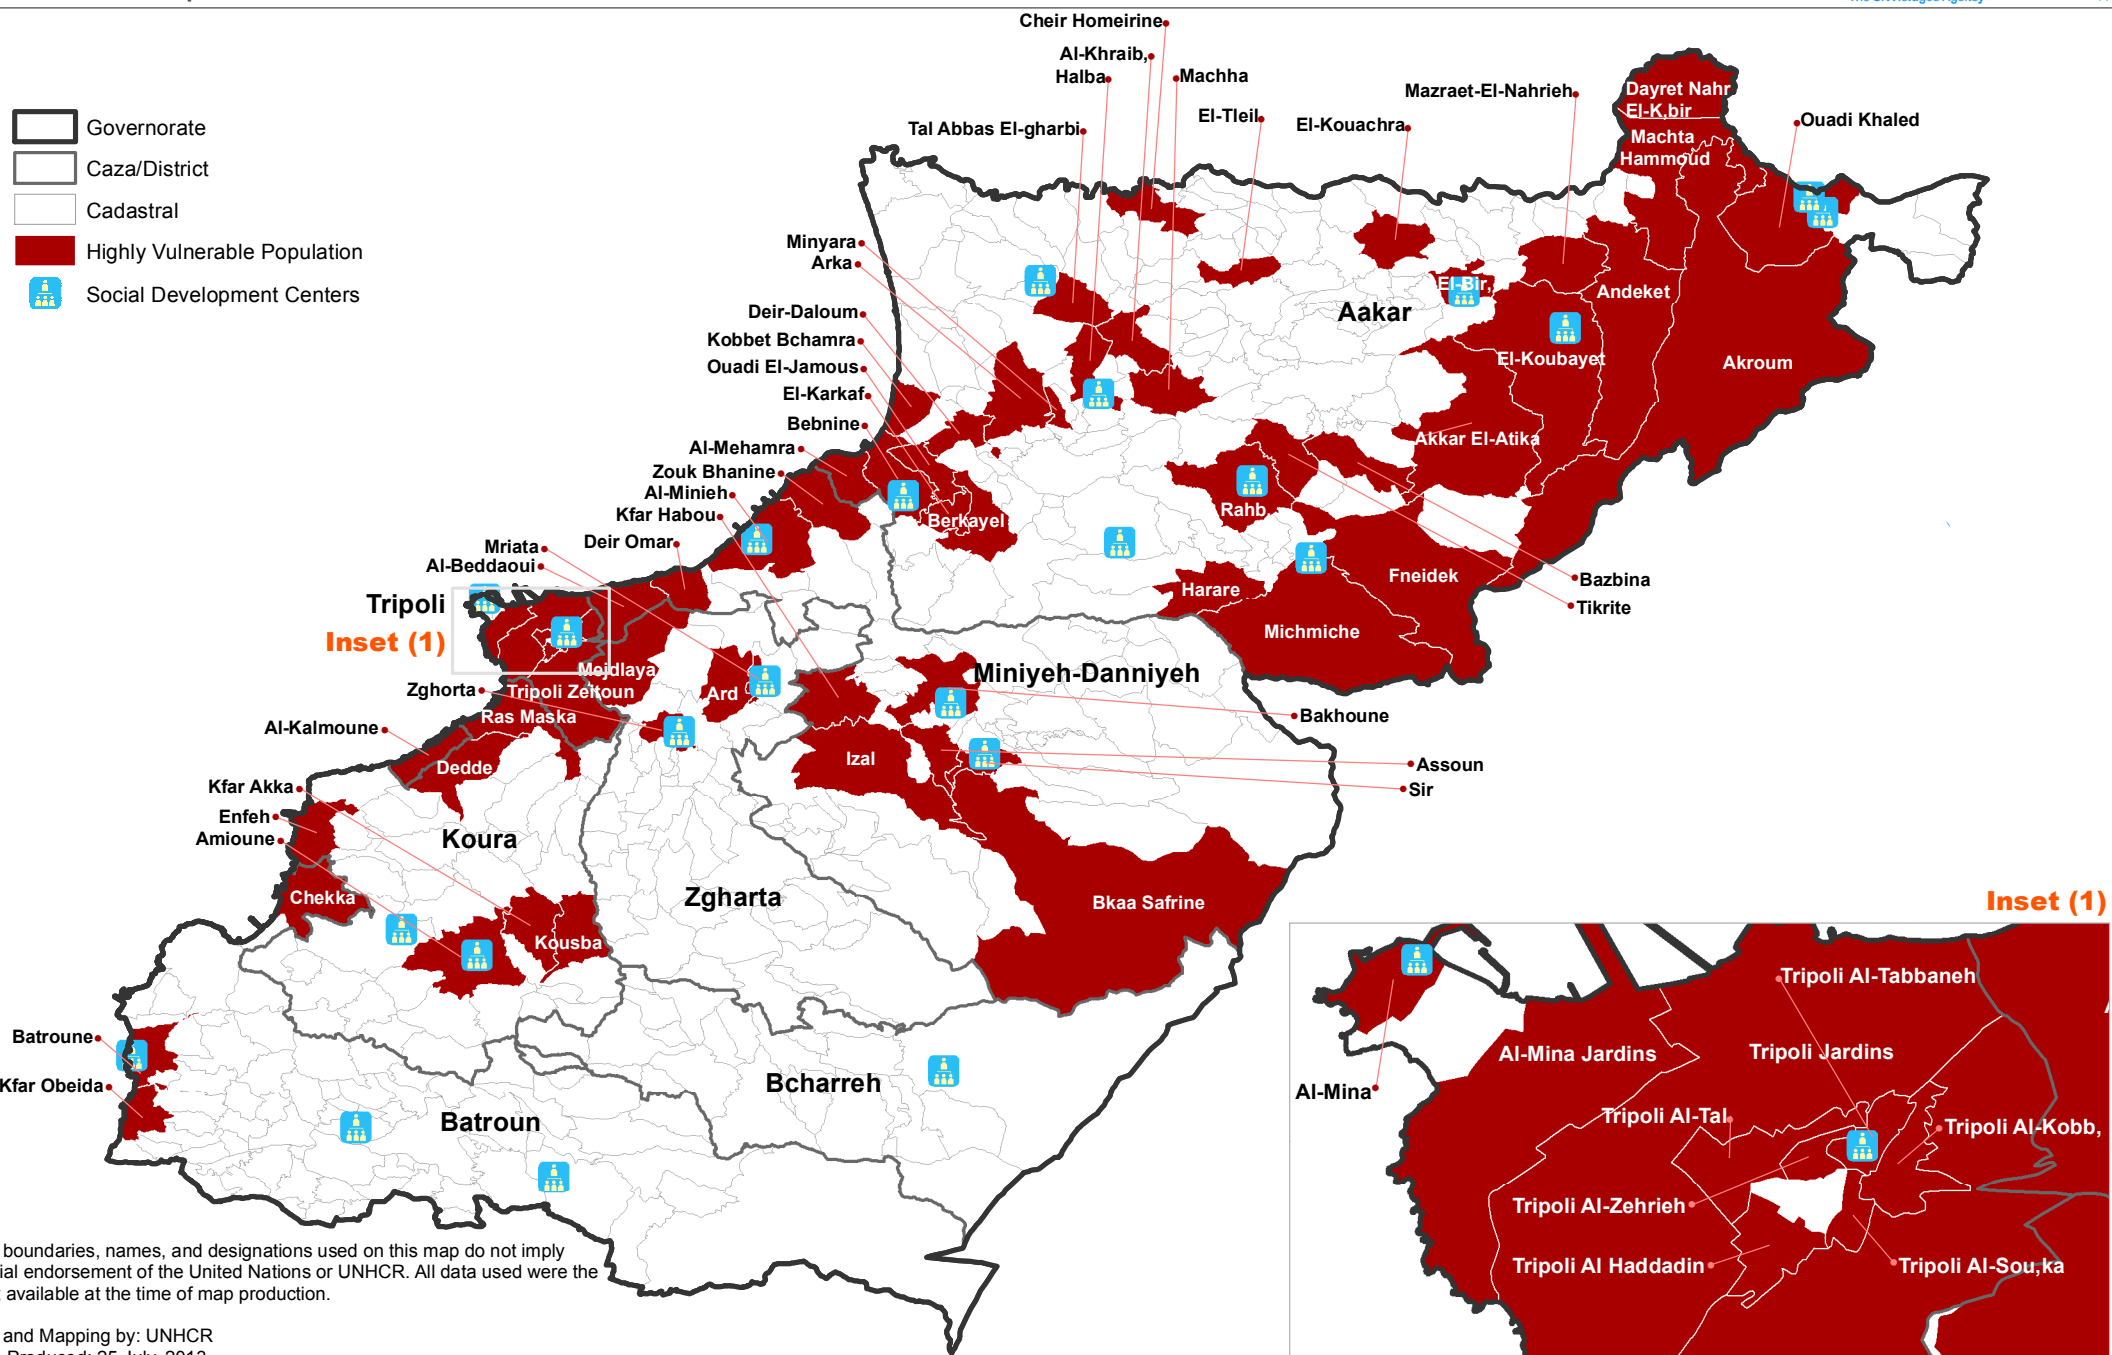 Governorate
Caza/District
Cadastral
Highly Vulnerable Population
Social Development Centers
Cheir Homeirine
Al-Khraib,
Halba
Machha
El-Tleil
Tal Abbas El-gharbi
El-Kouachra
Mazraet-El-Nahrieh
Dayret Nahr
El-K,bir
Machta
Hammoud
Ouadi Khaled
Minyara
Arka
Deir-Daloum
Kobbet Bchamra
Ouadi El-Jamous
El-Karkaf
Bebnine
Al-Mehamra
Zouk Bhanine
Al-Minieh
Kfar Habou
Deir Omar
Mriata
Al-Beddaoui
Tripoli
Inset (1)
Aakar
El-Bir,
Andeket
El-Koubayet
Akroum
Akkar El-Atika
Rahb,
Berkayel
Harare
Fneidek
Michmiche
Bazbina
Tikrite
Mejdlaya
Tripoli Zeitoun
Zghorta
Ras Maska
Ard
Miniyeh-Danniyeh
Bakhoune
Al-Kalmoune
Dedde
Izal
Assoun
Sir
Kfar Akka
Enfeh
Amioune
Koura
Chekka
Kousba
Zgharta
Bkaa Safrine
Batroune
Kfar Obeida
Batroun
Bcharreh
Inset (1)
Tripoli Al-Tabbaneh
Al-Mina Jardins
Tripoli Jardins
Al-Mina
Tripoli Al-Tal
Tripoli Al-Kobb,
Tripoli Al-Zehrieh
Tripoli Al Haddadin
Tripoli Al-Sou,ka
boundaries, names, and designations used on this map do not imply
ial endorsement of the United Nations or UNHCR. All data used were the
available at the time of map production.
and Mapping by: UNHCR
Produced: 25 July, 2013